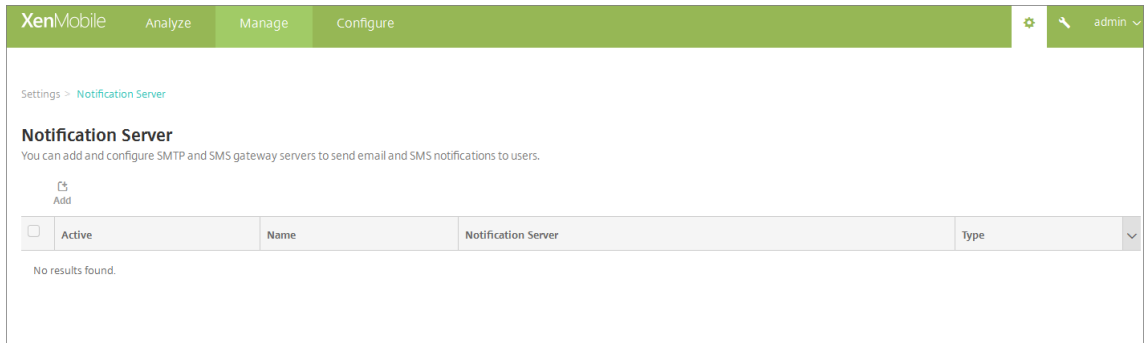 XenMobile Analyze Manage Configure admin
Settings > Notification Server
Notification Server
You can add and configure SMTP and SMS gateway servers to send email and SMS notifications to users.
Add
Active Name Notification Server Type
No results found.